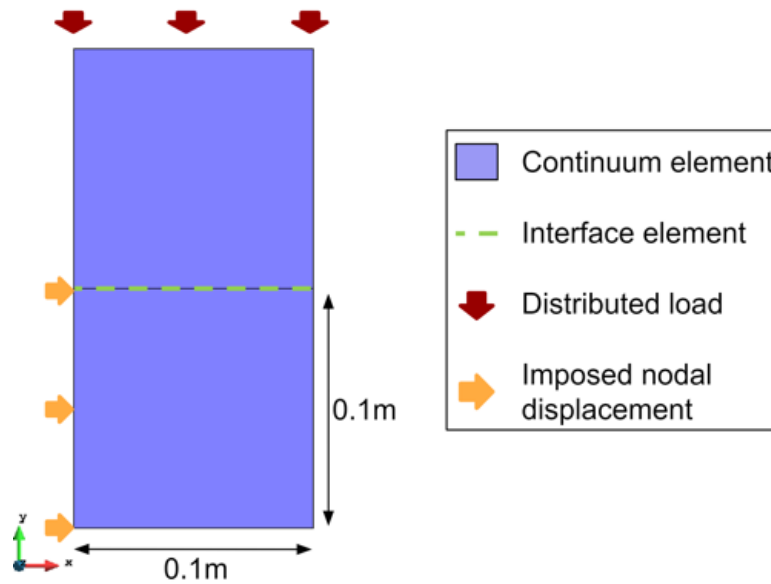 Continuum element
Interface element
Distributed load
Imposed nodal
displacement
0.1m
0.1m
y
x